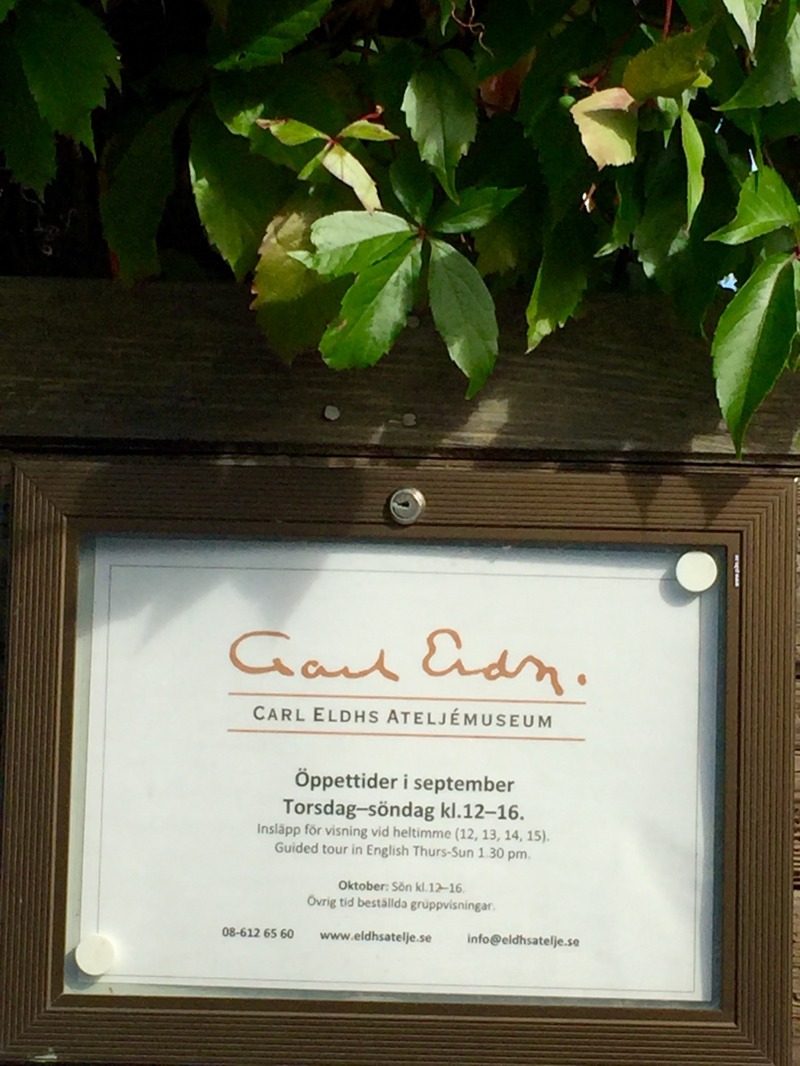 Carl Eldh.
CARL ELDHS ATELJÉMUSEUM
Öppettider i september
Torsdag–söndag kl.12–16.
Insläpp för visning vid heltimme (12, 13, 14, 15).
Guided tour in English Thurs-Sun 1.30 pm.
Oktober: Sön kl.12–16.
Övrig tid beställda gruppvisningar.
08-612 65 60 www.eldhsatelje.se info@eldhsatelje.se